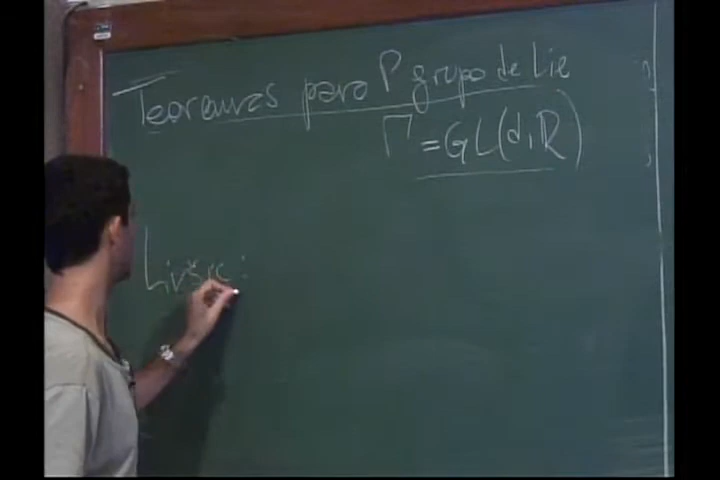 Teoremas para Γ grupo de Lie
Γ = GL(d, ℝ)
Livšic: